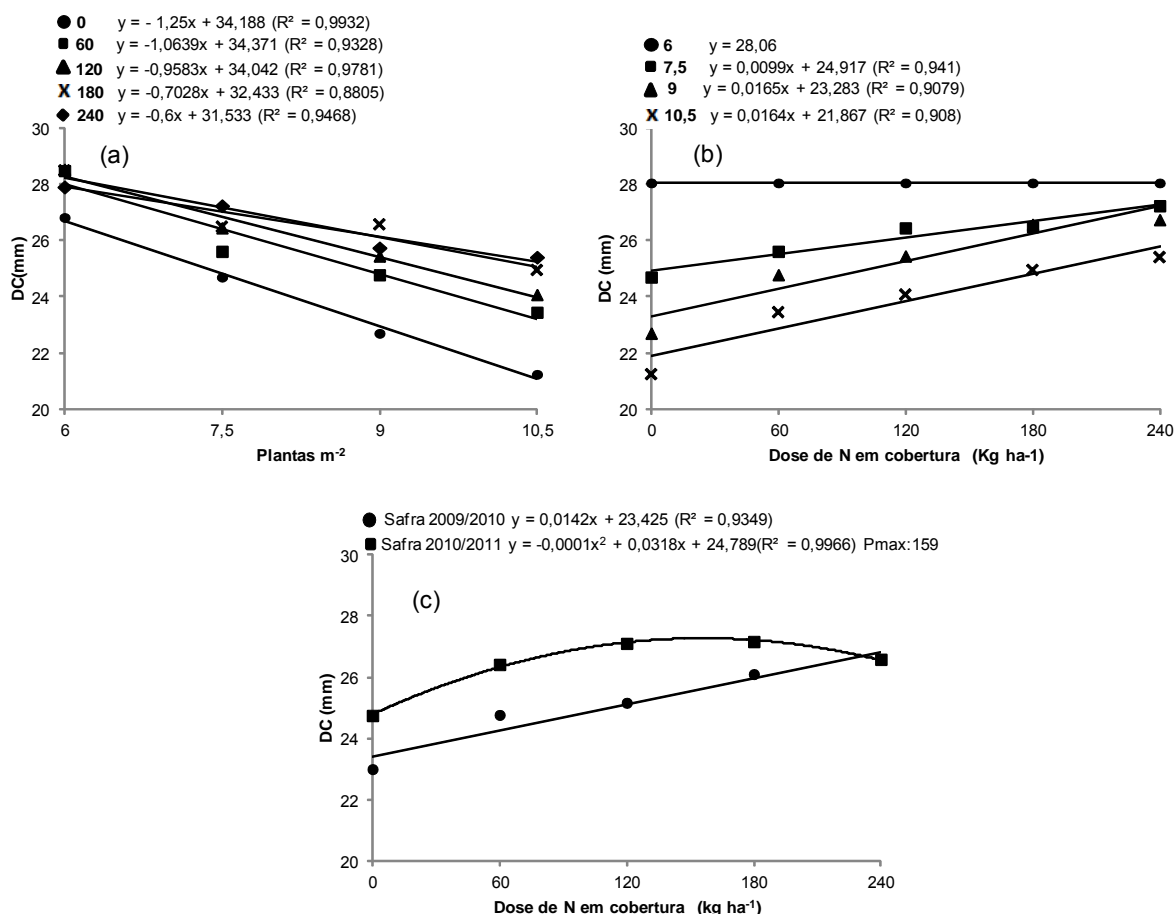 0 y = - 1,25x + 34,188 (R² = 0,9932)
60 y = -1,0639x + 34,371 (R² = 0,9328)
120 y = -0,9583x + 34,042 (R² = 0,9781)
180 y = -0,7028x + 32,433 (R² = 0,8805)
240 y = -0,6x + 31,533 (R² = 0,9468)
30
28
26
24
22
20
DC(mm)
(a)
6 7,5 9 10,5
Plantas m⁻²
6 y = 28,06
7,5 y = 0,0099x + 24,917 (R² = 0,941)
9 y = 0,0165x + 23,283 (R² = 0,9079)
10,5 y = 0,0164x + 21,867 (R² = 0,908)
30
28
26
24
22
20
DC (mm)
(b)
0 60 120 180 240
Dose de N em cobertura (Kg ha-1)
Safra 2009/2010 y = 0,0142x + 23,425 (R² = 0,9349)
Safra 2010/2011 y = -0,0001x² + 0,0318x + 24,789(R² = 0,9966) Pmax:159
30
28
26
24
22
20
DC (mm)
(c)
0 60 120 180 240
Dose de N em cobertura (kg ha⁻¹)